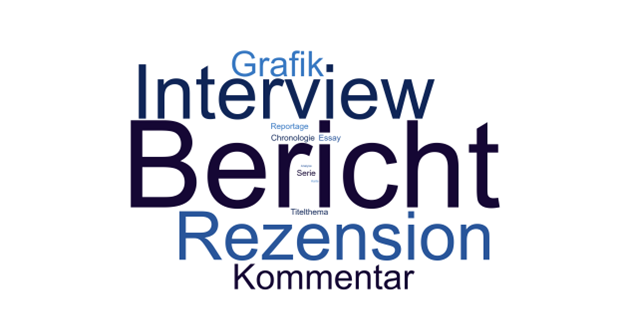 Grafik
Interview
Reportage
Chronologie Essay
Bericht
Serie
Titelthema
Rezension
Kommentar